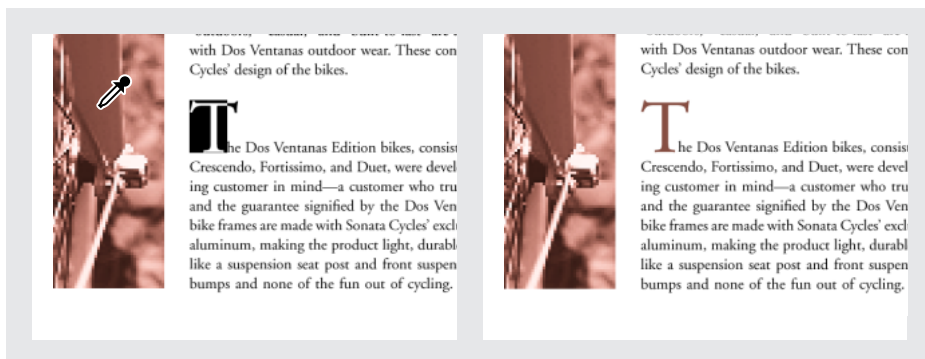 with Dos Ventanas outdoor wear. These con
Cycles' design of the bikes.
The Dos Ventanas Edition bikes, consist
Crescendo, Fortissimo, and Duet, were devel
ing customer in mind—a customer who tru
and the guarantee signified by the Dos Ven
bike frames are made with Sonata Cycles' excl
aluminum, making the product light, durabl
like a suspension seat post and front suspen
bumps and none of the fun out of cycling.
with Dos Ventanas outdoor wear. These con
Cycles' design of the bikes.
The Dos Ventanas Edition bikes, consis
Crescendo, Fortissimo, and Duet, were devel
ing customer in mind—a customer who tru
and the guarantee signified by the Dos Ven
bike frames are made with Sonata Cycles' excl
aluminum, making the product light, durabl
like a suspension seat post and front suspen
bumps and none of the fun out of cycling.